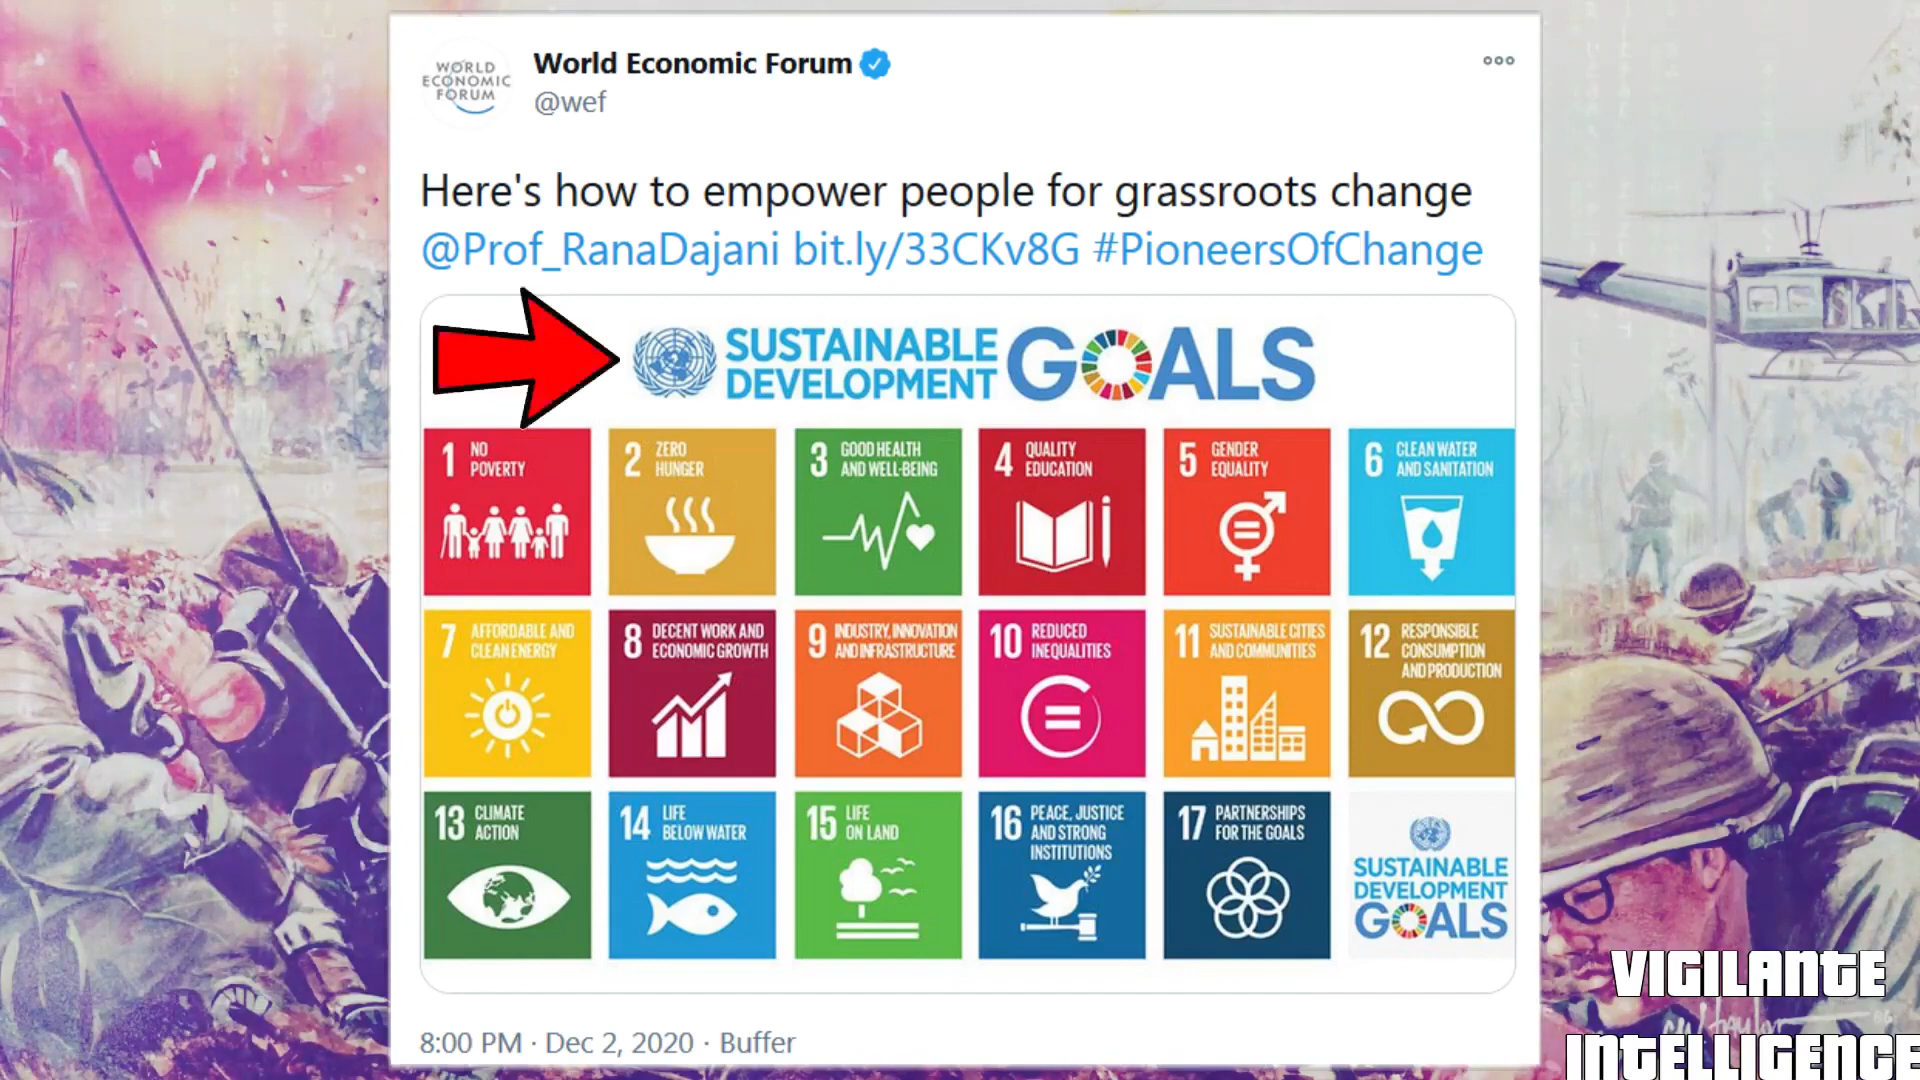 WORLD
ECONOMIC
FORUM
World Economic Forum
@wef
Here's how to empower people for grassroots change
@Prof_RanaDajani bit.ly/33CKv8G #PioneersOfChange
SUSTAINABLE
DEVELOPMENT
GOALS
1 NO
POVERTY
2 ZERO
HUNGER
3 GOOD HEALTH
AND WELL-BEING
4 QUALITY
EDUCATION
5 GENDER
EQUALITY
6 CLEAN WATER
AND SANITATION
7 AFFORDABLE AND
CLEAN ENERGY
8 DECENT WORK AND
ECONOMIC GROWTH
9 INDUSTRY, INNOVATION
AND INFRASTRUCTURE
10 REDUCED
INEQUALITIES
11 SUSTAINABLE CITIES
AND COMMUNITIES
12 RESPONSIBLE
CONSUMPTION
AND PRODUCTION
13 CLIMATE
ACTION
14 LIFE
BELOW WATER
15 LIFE
ON LAND
16 PEACE, JUSTICE
AND STRONG
INSTITUTIONS
17 PARTNERSHIPS
FOR THE GOALS
SUSTAINABLE
DEVELOPMENT
GOALS
8:00 PM · Dec 2, 2020 · Buffer
VIGILANTE
INTELLIGENCE